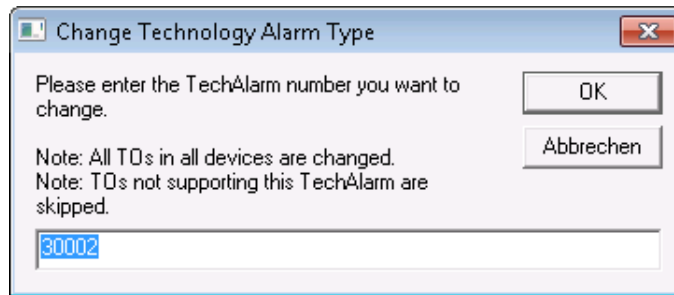 Change Technology Alarm Type
Please enter the TechAlarm number you want to
change.
OK
Abbrechen
Note: All TOs in all devices are changed.
Note: TOs not supporting this TechAlarm are
skipped.
30002